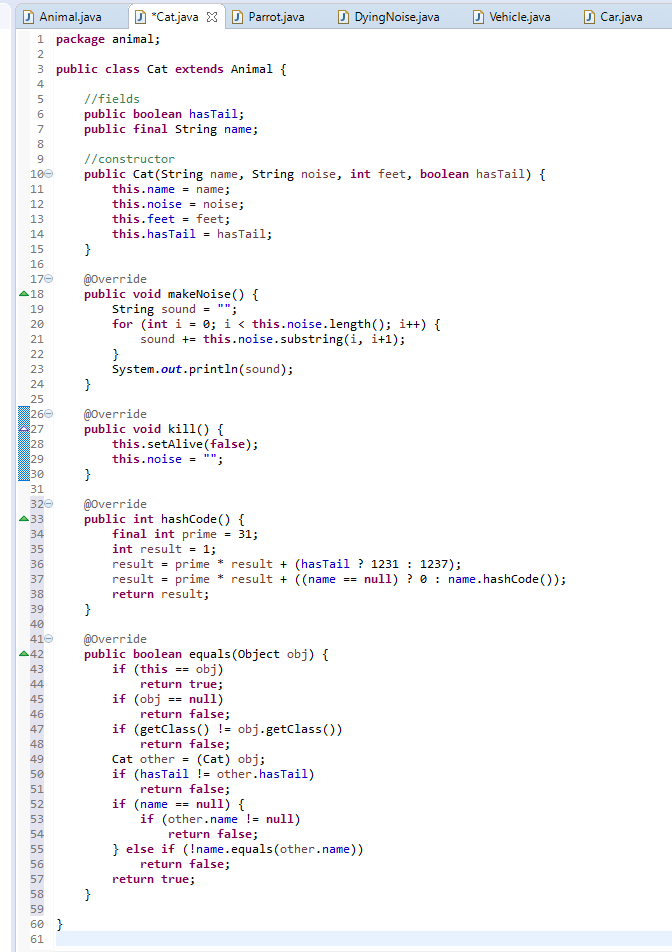 Animal.java *Cat.java Parrot.java DyingNoise.java Vehicle.java Car.java
1 package animal;
2
3 public class Cat extends Animal {
4
5 //fields
6 public boolean hasTail;
7 public final String name;
8
9 //constructor
10 public Cat(String name, String noise, int feet, boolean hasTail) {
11 this.name = name;
12 this.noise = noise;
13 this.feet = feet;
14 this.hasTail = hasTail;
15 }
16
17 @Override
18 public void makeNoise() {
19 String sound = "";
20 for (int i = 0; i < this.noise.length(); i++) {
21 sound += this.noise.substring(i, i+1);
22 }
23 System.out.println(sound);
24 }
25
26 @Override
27 public void kill() {
28 this.setAlive(false);
29 this.noise = "";
30 }
31
32 @Override
33 public int hashCode() {
34 final int prime = 31;
35 int result = 1;
36 result = prime * result + (hasTail ? 1231 : 1237);
37 result = prime * result + ((name == null) ? 0 : name.hashCode());
38 return result;
39 }
40
41 @Override
42 public boolean equals(Object obj) {
43 if (this == obj)
44 return true;
45 if (obj == null)
46 return false;
47 if (getClass() != obj.getClass())
48 return false;
49 Cat other = (Cat) obj;
50 if (hasTail != other.hasTail)
51 return false;
52 if (name == null) {
53 if (other.name != null)
54 return false;
55 } else if (!name.equals(other.name))
56 return false;
57 return true;
58 }
59
60 }
61